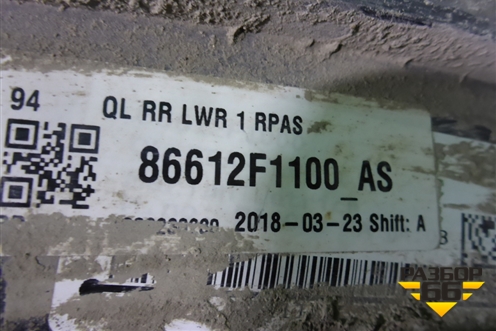 94 QL RR LWR 1 RPAS
86612F1100_AS
2018-03-23 Shift: A
РАЗБОР
66